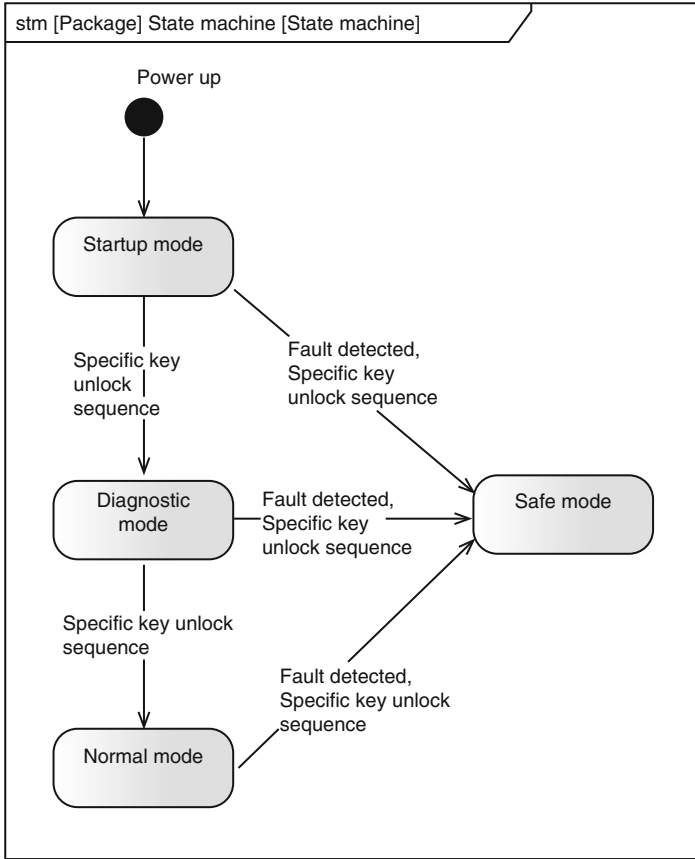 stm [Package] State machine [State machine]
Power up
Startup mode
Specific key
unlock
sequence
Fault detected,
Specific key
unlock sequence
Diagnostic
mode
Fault detected,
Specific key
unlock sequence
Safe mode
Specific key unlock
sequence
Fault detected,
Specific key unlock
sequence
Normal mode